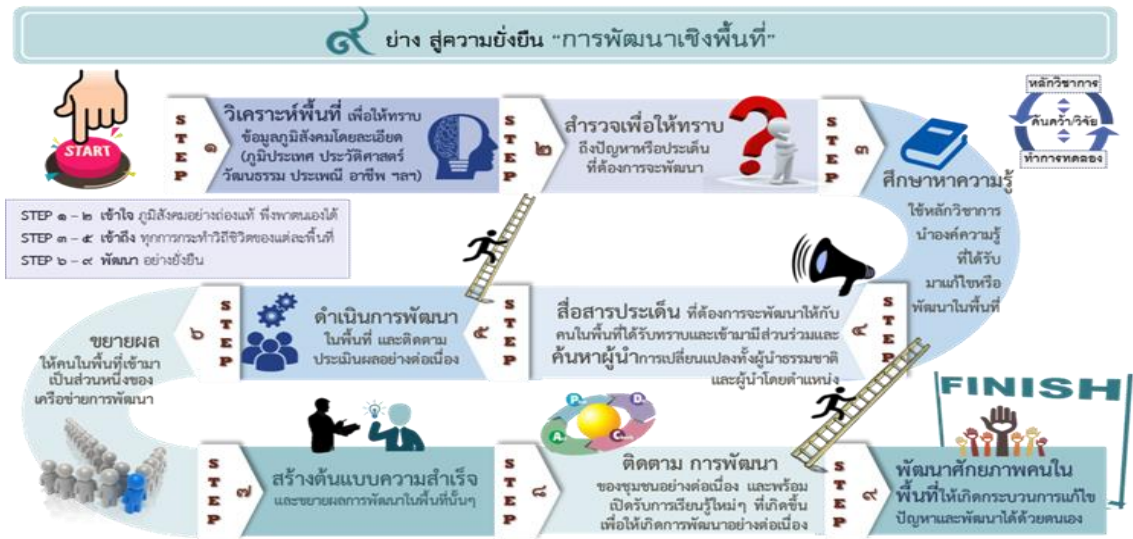 ๙ ย่าง สู่ความยั่งยืน "การพัฒนาเชิงพื้นที่"
START
STEP ๑
วิเคราะห์พื้นที่ เพื่อให้ทราบ
ข้อมูลภูมิสังคมโดยละเอียด
(ภูมิประเทศ ประวัติศาสตร์
วัฒนธรรม ประเพณี อาชีพ ฯลฯ)
STEP ๒
สำรวจเพื่อให้ทราบ
ถึงปัญหาหรือประเด็น
ที่ต้องการจะพัฒนา
STEP ๓
ศึกษาหาความรู้
ใช้หลักวิชาการ
นำองค์ความรู้
ที่ได้รับ
มาแก้ไขหรือ
พัฒนาในพื้นที่
หลักวิชาการ
ค้นคว้า/วิจัย
ทำการทดลอง
STEP ๑ – ๒ เข้าใจ ภูมิสังคมอย่างถ่องแท้ พึ่งพาตนเองได้
STEP ๓ – ๕ เข้าถึง ทุกการกระทำวิถีชีวิตของแต่ละพื้นที่
STEP ๖ – ๙ พัฒนา อย่างยั่งยืน
STEP ๔
สื่อสารประเด็น ที่ต้องการจะพัฒนาให้กับ
คนในพื้นที่ได้รับทราบและเข้ามามีส่วนร่วมและ
ค้นหาผู้นำการเปลี่ยนแปลงทั้งผู้นำธรรมชาติ
และผู้นำโดยตำแหน่ง
STEP ๕
ดำเนินการพัฒนา
ในพื้นที่ และติดตาม
ประเมินผลอย่างต่อเนื่อง
STEP ๖
ขยายผล
ให้คนในพื้นที่เข้ามา
เป็นส่วนหนึ่งของ
เครือข่ายการพัฒนา
STEP ๗
สร้างต้นแบบความสำเร็จ
และขยายผลการพัฒนาในพื้นที่นั้นๆ
STEP ๘
ติดตาม การพัฒนา
ของชุมชนอย่างต่อเนื่อง และพร้อม
เปิดรับการเรียนรู้ใหม่ๆ ที่เกิดขึ้น
เพื่อให้เกิดการพัฒนาอย่างต่อเนื่อง
STEP ๙
พัฒนาศักยภาพคนใน
พื้นที่ให้เกิดกระบวนการแก้ไข
ปัญหาและพัฒนาได้ด้วยตนเอง
FINISH